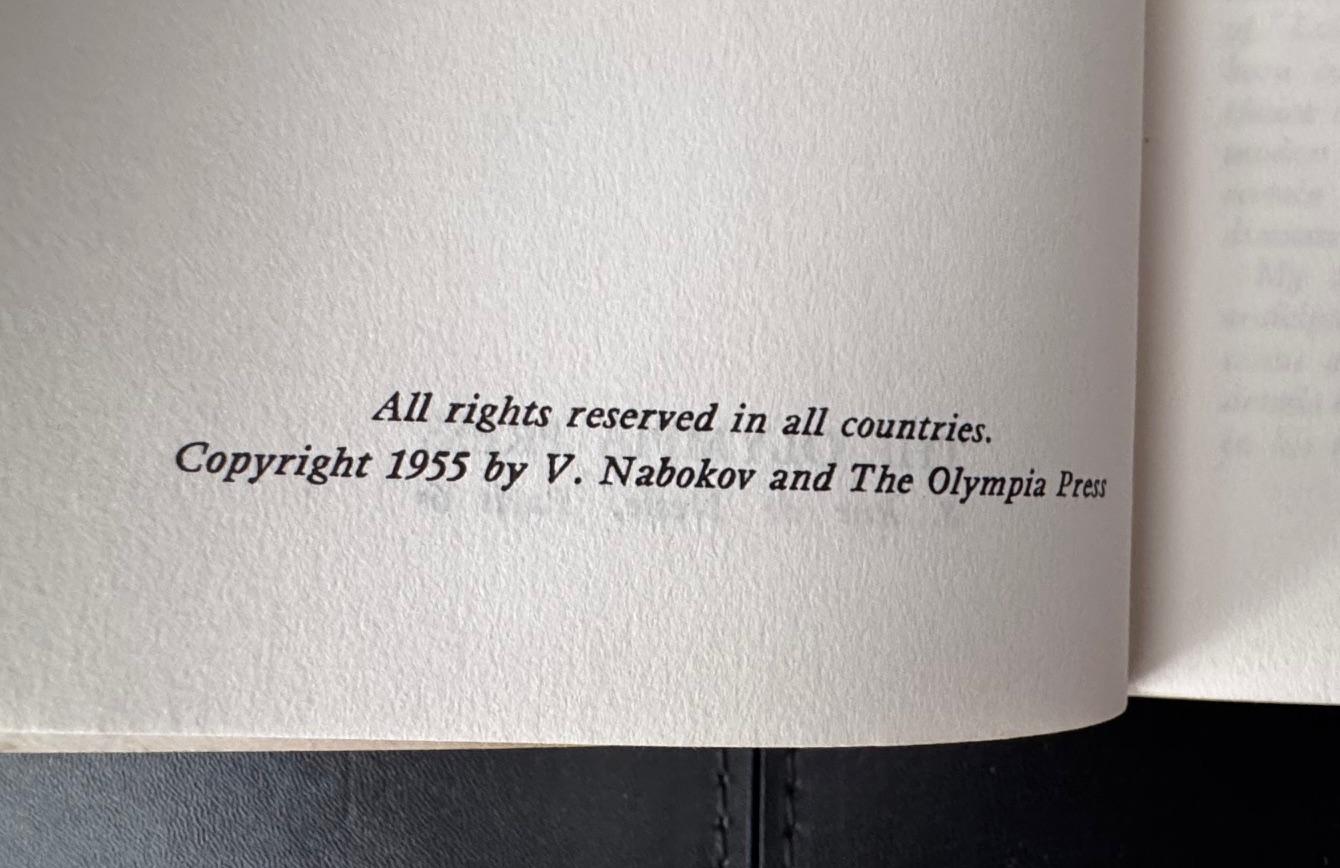 All rights reserved in all countries.
Copyright 1955 by V. Nabokov and The Olympia Press